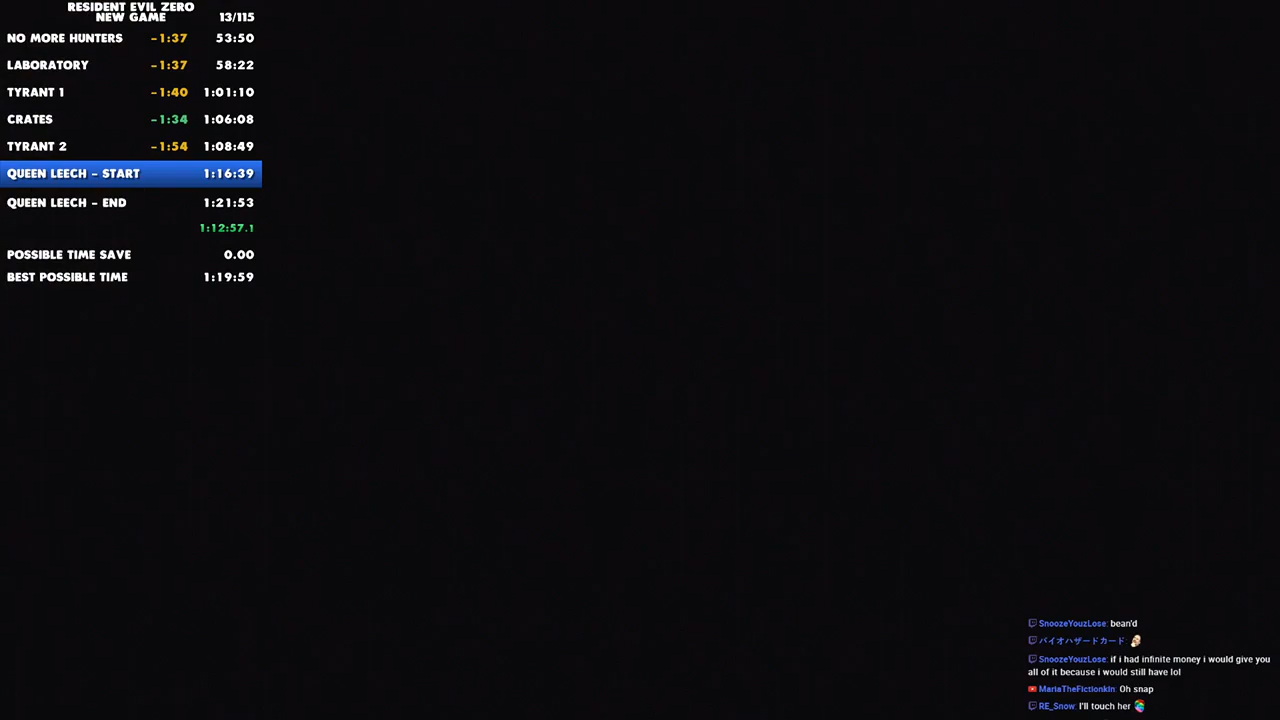 RESIDENT EVIL ZERO
NEW GAME 13/115
NO MORE HUNTERS -1:37 53:50
LABORATORY -1:37 58:22
TYRANT 1 -1:40 1:01:10
CRATES -1:34 1:06:08
TYRANT 2 -1:54 1:08:49
QUEEN LEECH - START 1:16:39
QUEEN LEECH - END 1:21:53
1:12:57.1
POSSIBLE TIME SAVE 0.00
BEST POSSIBLE TIME 1:19:59
SnoozeYouzLose: bean'd
バイオハザードカード:
SnoozeYouzLose: if i had infinite money i would give you
all of it because i would still have lol
MariaTheFictionkin: Oh snap
RE_Snow: I'll touch her